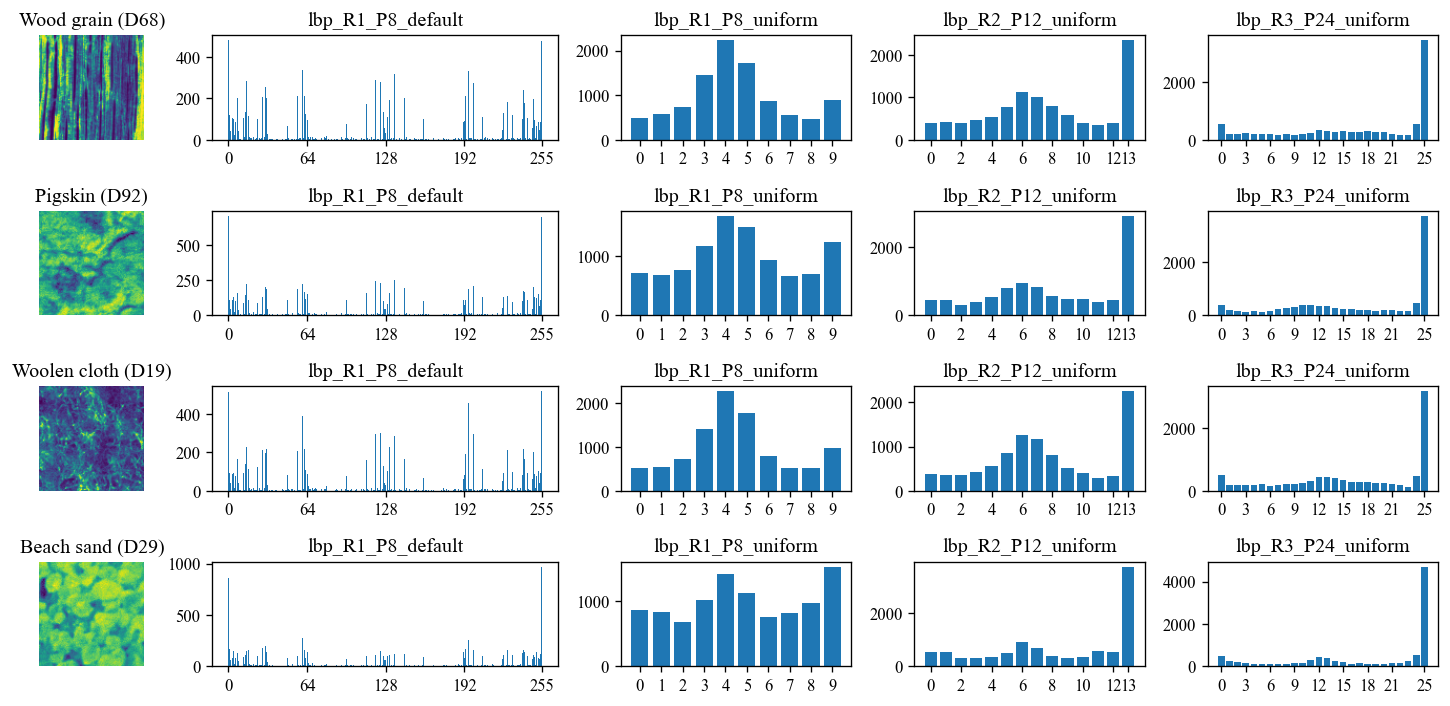 Wood grain (D68) lbp_R1_P8_default lbp_R1_P8_uniform lbp_R2_P12_uniform lbp_R3_P24_uniform
400
200
0
0 64 128 192 255
2000
1000
0
0 1 2 3 4 5 6 7 8 9
2000
1000
0
0 2 4 6 8 10 12 13
2000
0
0 3 6 9 12 15 18 21 25
Pigskin (D92) lbp_R1_P8_default lbp_R1_P8_uniform lbp_R2_P12_uniform lbp_R3_P24_uniform
500
250
0
0 64 128 192 255
1000
0
0 1 2 3 4 5 6 7 8 9
2000
0
0 2 4 6 8 10 12 13
2000
0
0 3 6 9 12 15 18 21 25
Woolen cloth (D19) lbp_R1_P8_default lbp_R1_P8_uniform lbp_R2_P12_uniform lbp_R3_P24_uniform
400
200
0
0 64 128 192 255
2000
1000
0
0 1 2 3 4 5 6 7 8 9
2000
1000
0
0 2 4 6 8 10 12 13
2000
0
0 3 6 9 12 15 18 21 25
Beach sand (D29) lbp_R1_P8_default lbp_R1_P8_uniform lbp_R2_P12_uniform lbp_R3_P24_uniform
1000
500
0
0 64 128 192 255
1000
0
0 1 2 3 4 5 6 7 8 9
2000
0
0 2 4 6 8 10 12 13
4000
2000
0
0 3 6 9 12 15 18 21 25